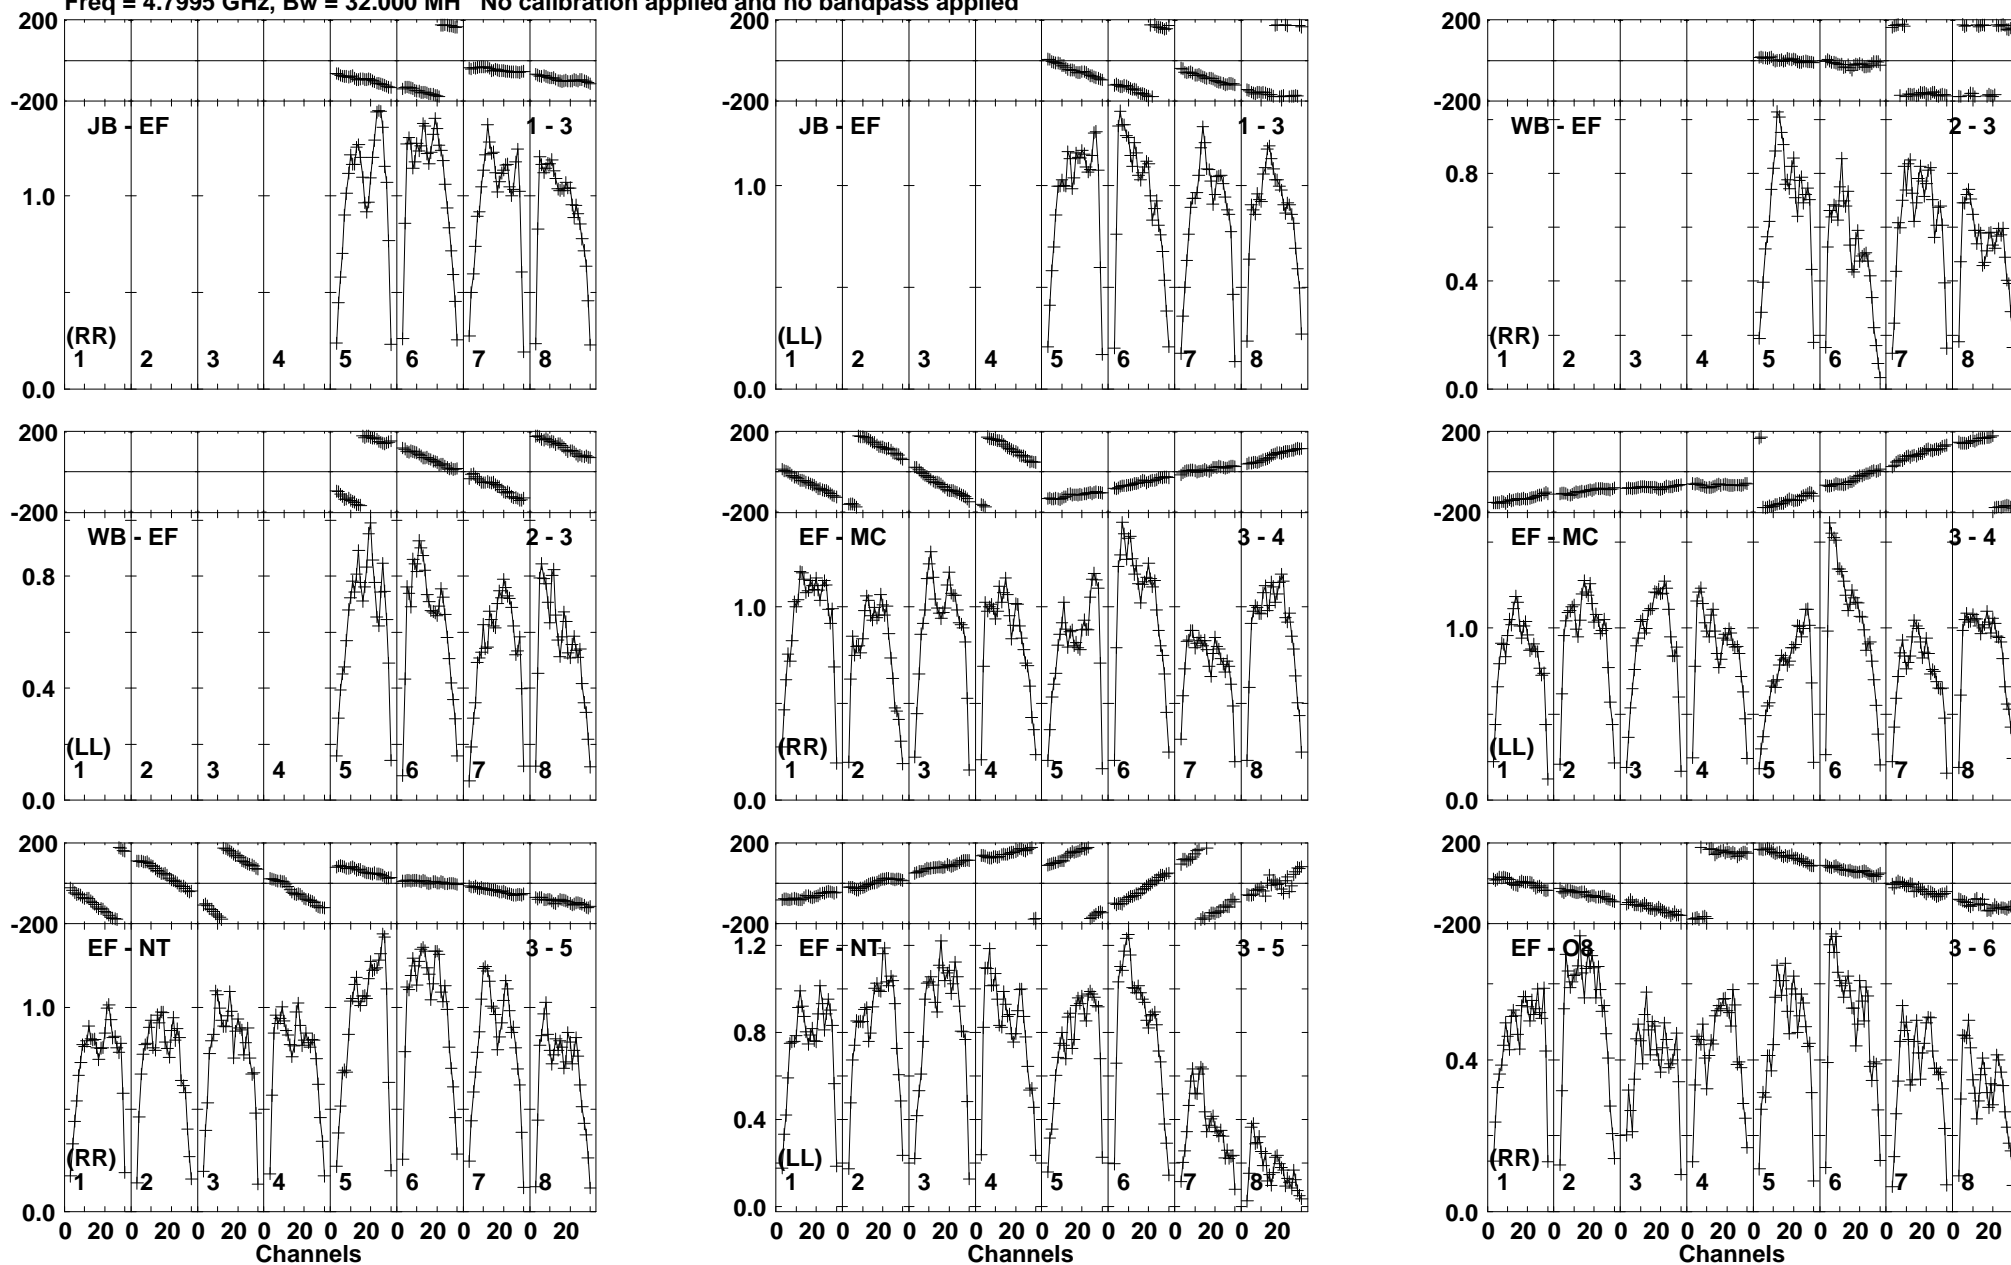 Freq = 4.7995 GHz, Bw = 32.000 MH No calibration applied and no bandpass applied
200 200 200
-200 -200 -200
JB - EF 1 - 3 JB - EF 1 - 3 WB - EF 2 - 3
1.0 1.0 0.8
0.4
(RR) (LL) (RR)
1 2 3 4 5 6 7 8 1 2 3 4 5 6 7 8 1 2 3 4 5 6 7 8
0.0 0.0 0.0
200 200 200
-200 -200 -200
WB - EF 2 - 3 EF - MC 3 - 4 EF - MC 3 - 4
0.8 1.0 1.0
0.4
(LL) (RR) (LL)
1 2 3 4 5 6 7 8 1 2 3 4 5 6 7 8 1 2 3 4 5 6 7 8
0.0 0.0 0.0
200 200 200
-200 -200 -200
EF - NT 3 - 5 1.2 EF - NT 3 - 5 EF - O8 3 - 6
1.0 0.8 0.4
0.4
(RR) (LL) (RR)
1 2 3 4 5 6 7 8 1 2 3 4 5 6 7 8 1 2 3 4 5 6 7 8
0.0 0.0 0.0
0 20 0 20 0 20 0 20 0 20 0 20 0 20 0 20 0 20 0 20 0 20 0 20 0 20 0 20 0 20 0 20 0 20 0 20 0 20 0 20 0 20 0 20 0 20 0 20
Channels Channels Channels